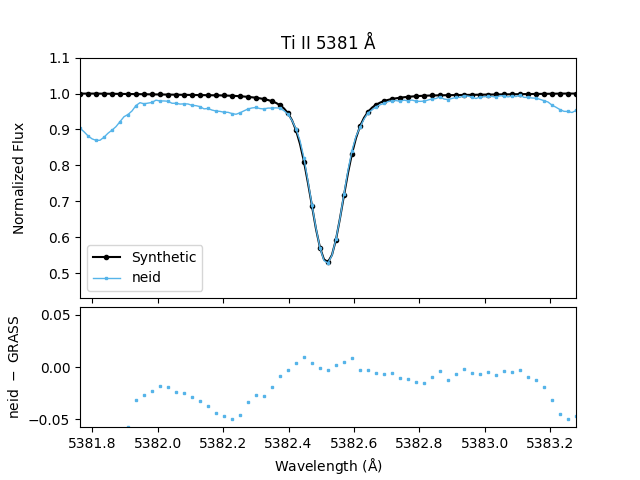 Ti II 5381 Å
1.1
1.0
0.9
0.8
0.7
0.6
0.5
Normalized Flux
Synthetic
neid
0.05
0.00
−0.05
neid − GRASS
5381.8 5382.0 5382.2 5382.4 5382.6 5382.8 5383.0 5383.2
Wavelength (Å)